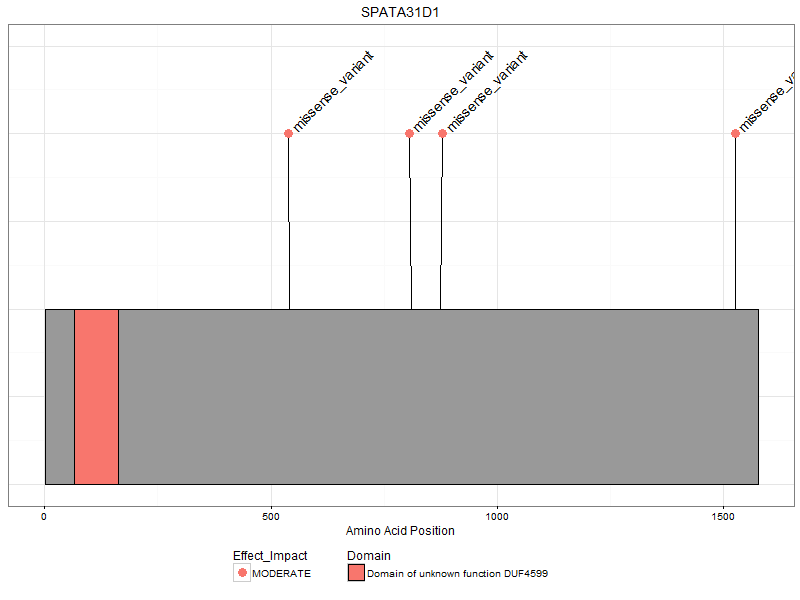 SPATA31D1
missense_variant
missense_variant
missense_variant
missense_va
0 500 1000 1500
Amino Acid Position
Effect_Impact Domain
MODERATE Domain of unknown function DUF4599